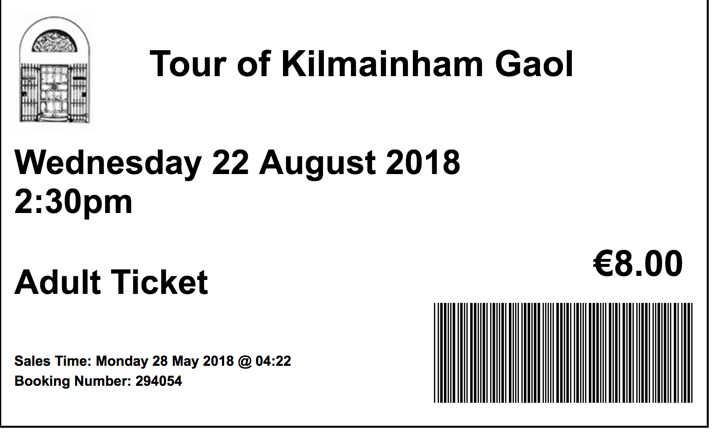 Tour of Kilmainham Gaol
Wednesday 22 August 2018
2:30pm
€8.00
Adult Ticket
Sales Time: Monday 28 May 2018 @ 04:22
Booking Number: 294054